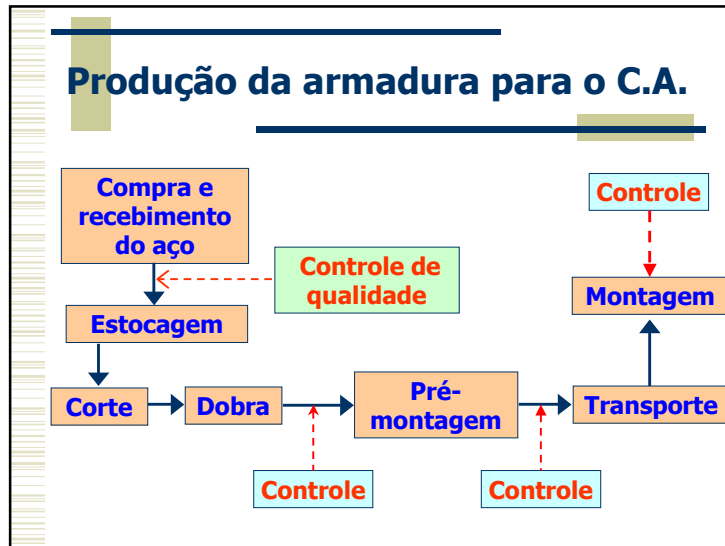 Produção da armadura para o C.A.
Compra e
recebimento
do aço
Controle
Controle de
qualidade
Montagem
Estocagem
Corte
Dobra
Pré-
montagem
Transporte
Controle
Controle